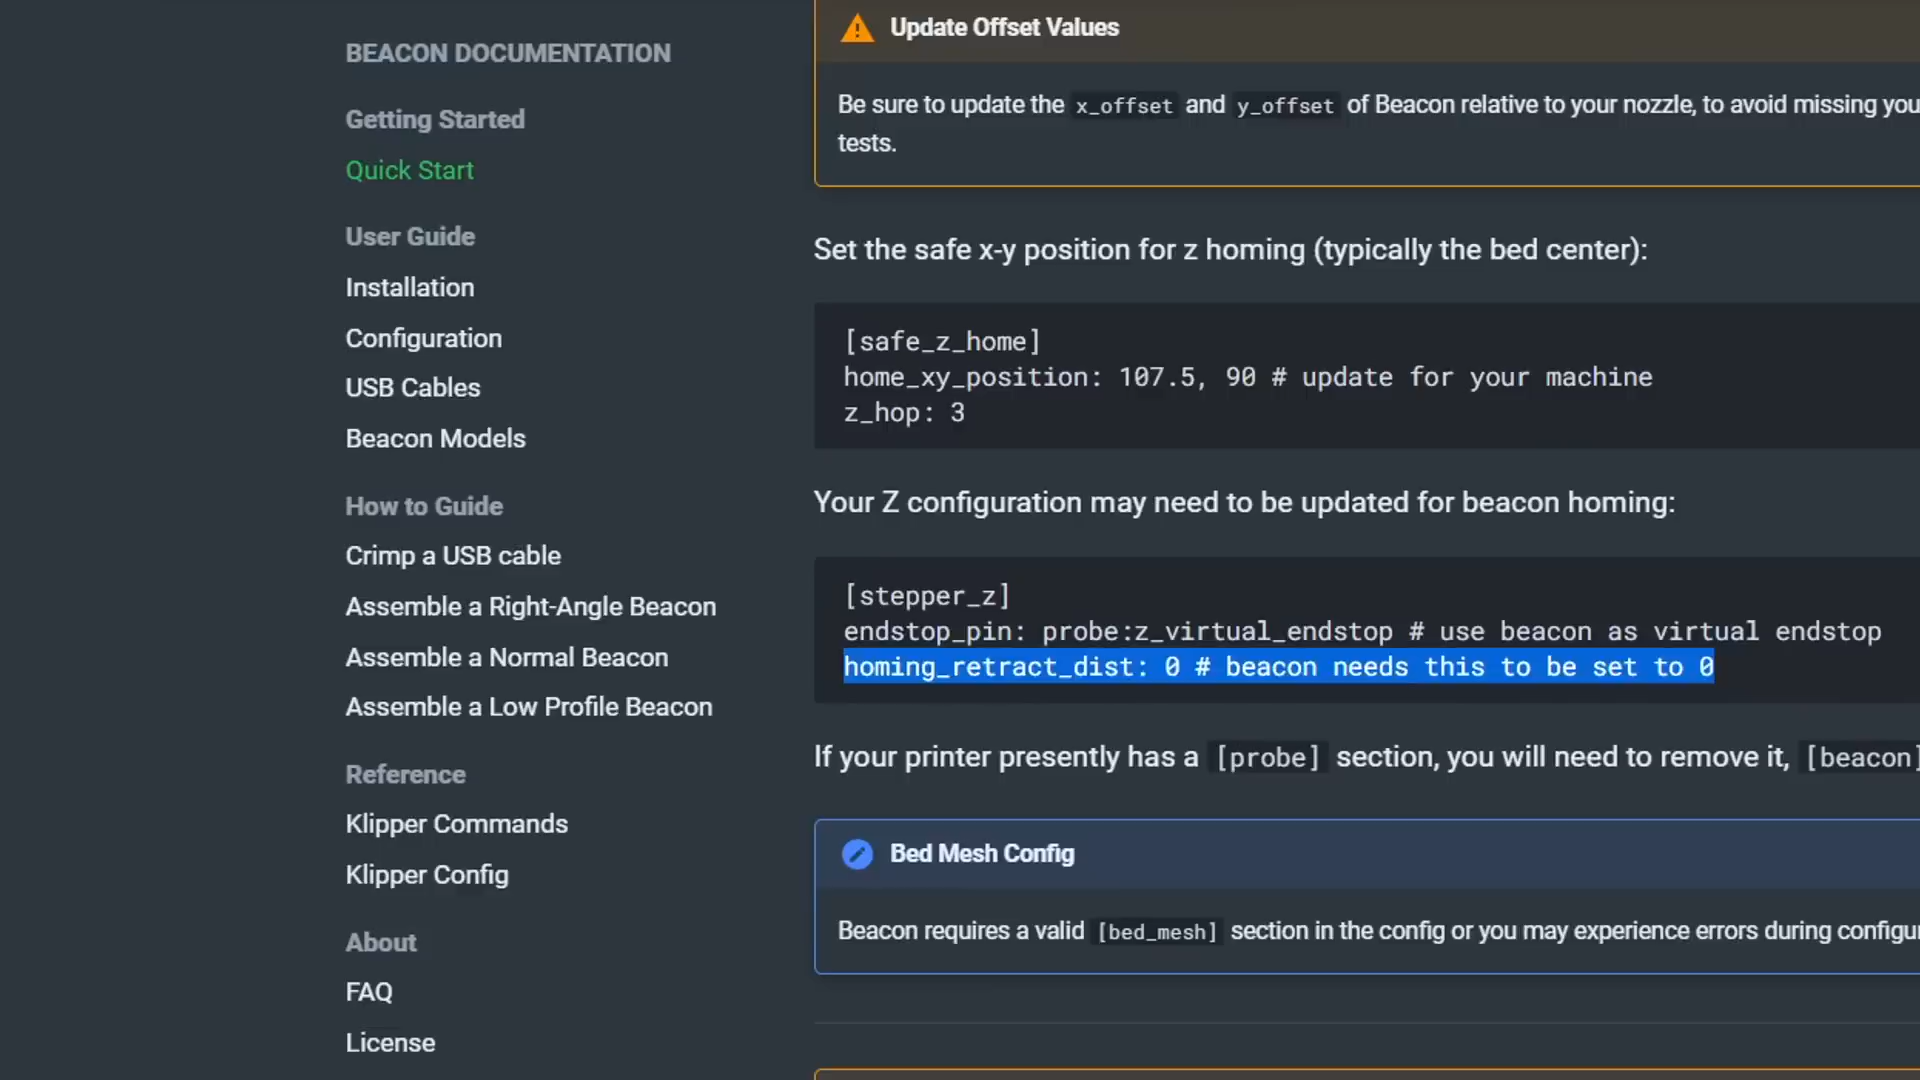 BEACON DOCUMENTATION
Getting Started
Quick Start
User Guide
Installation
Configuration
USB Cables
Beacon Models
How to Guide
Crimp a USB cable
Assemble a Right-Angle Beacon
Assemble a Normal Beacon
Assemble a Low Profile Beacon
Reference
Klipper Commands
Klipper Config
About
FAQ
License
Update Offset Values
Be sure to update the x_offset and y_offset of Beacon relative to your nozzle, to avoid missing you
tests.
Set the safe x-y position for z homing (typically the bed center):
[safe_z_home]
home_xy_position: 107.5, 90 # update for your machine
z_hop: 3
Your Z configuration may need to be updated for beacon homing:
[stepper_z]
endstop_pin: probe:z_virtual_endstop # use beacon as virtual endstop
homing_retract_dist: 0 # beacon needs this to be set to 0
If your printer presently has a [probe] section, you will need to remove it, [beacon]
Bed Mesh Config
Beacon requires a valid [bed_mesh] section in the config or you may experience errors during configu